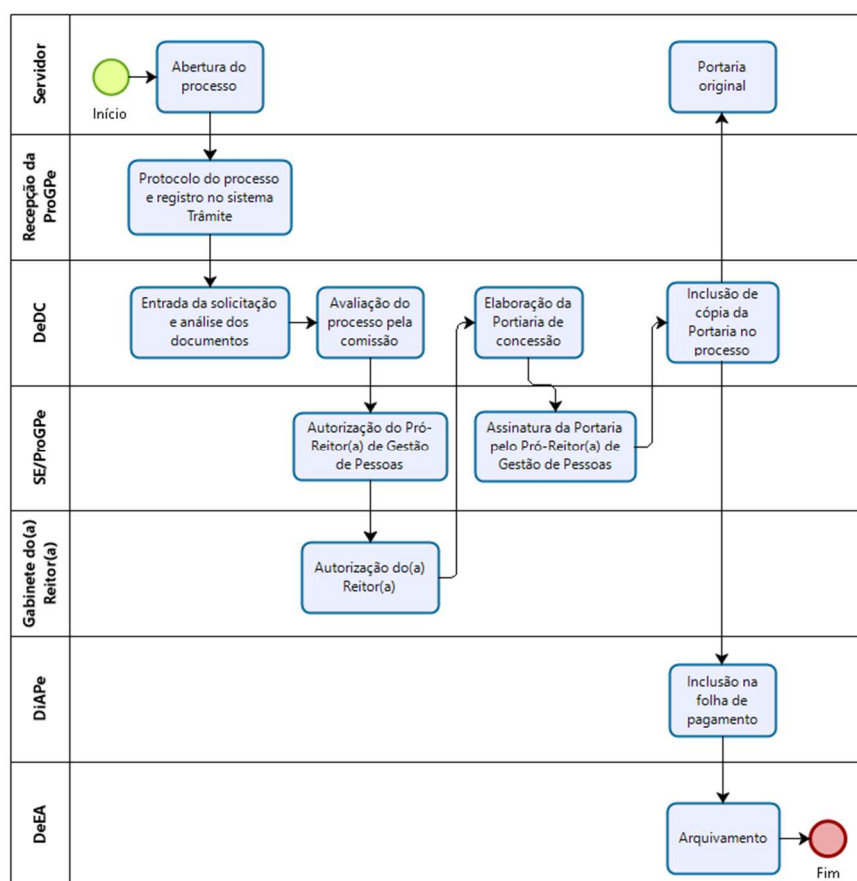 Servidor
Início
Abertura do
processo
Portaria
original
Recepção da
ProGPe
Protocolo do processo
e registro no sistema
Trâmite
DeDC
Entrada da solicitação
e análise dos
documentos
Avaliação do
processo pela
comissão
Elaboração da
Portiaria de
concessão
Inclusão de
cópia da
Portaria no
processo
SE/ProGPe
Autorização do Pró-
Reitor(a) de Gestão
de Pessoas
Assinatura da Portaria
pelo Pró-Reitor(a) de
Gestão de Pessoas
Gabinete do(a)
Reitor(a)
Autorização do(a)
Reitor(a)
DiAPe
Inclusão na
folha de
pagamento
DeEA
Arquivamento
Fim